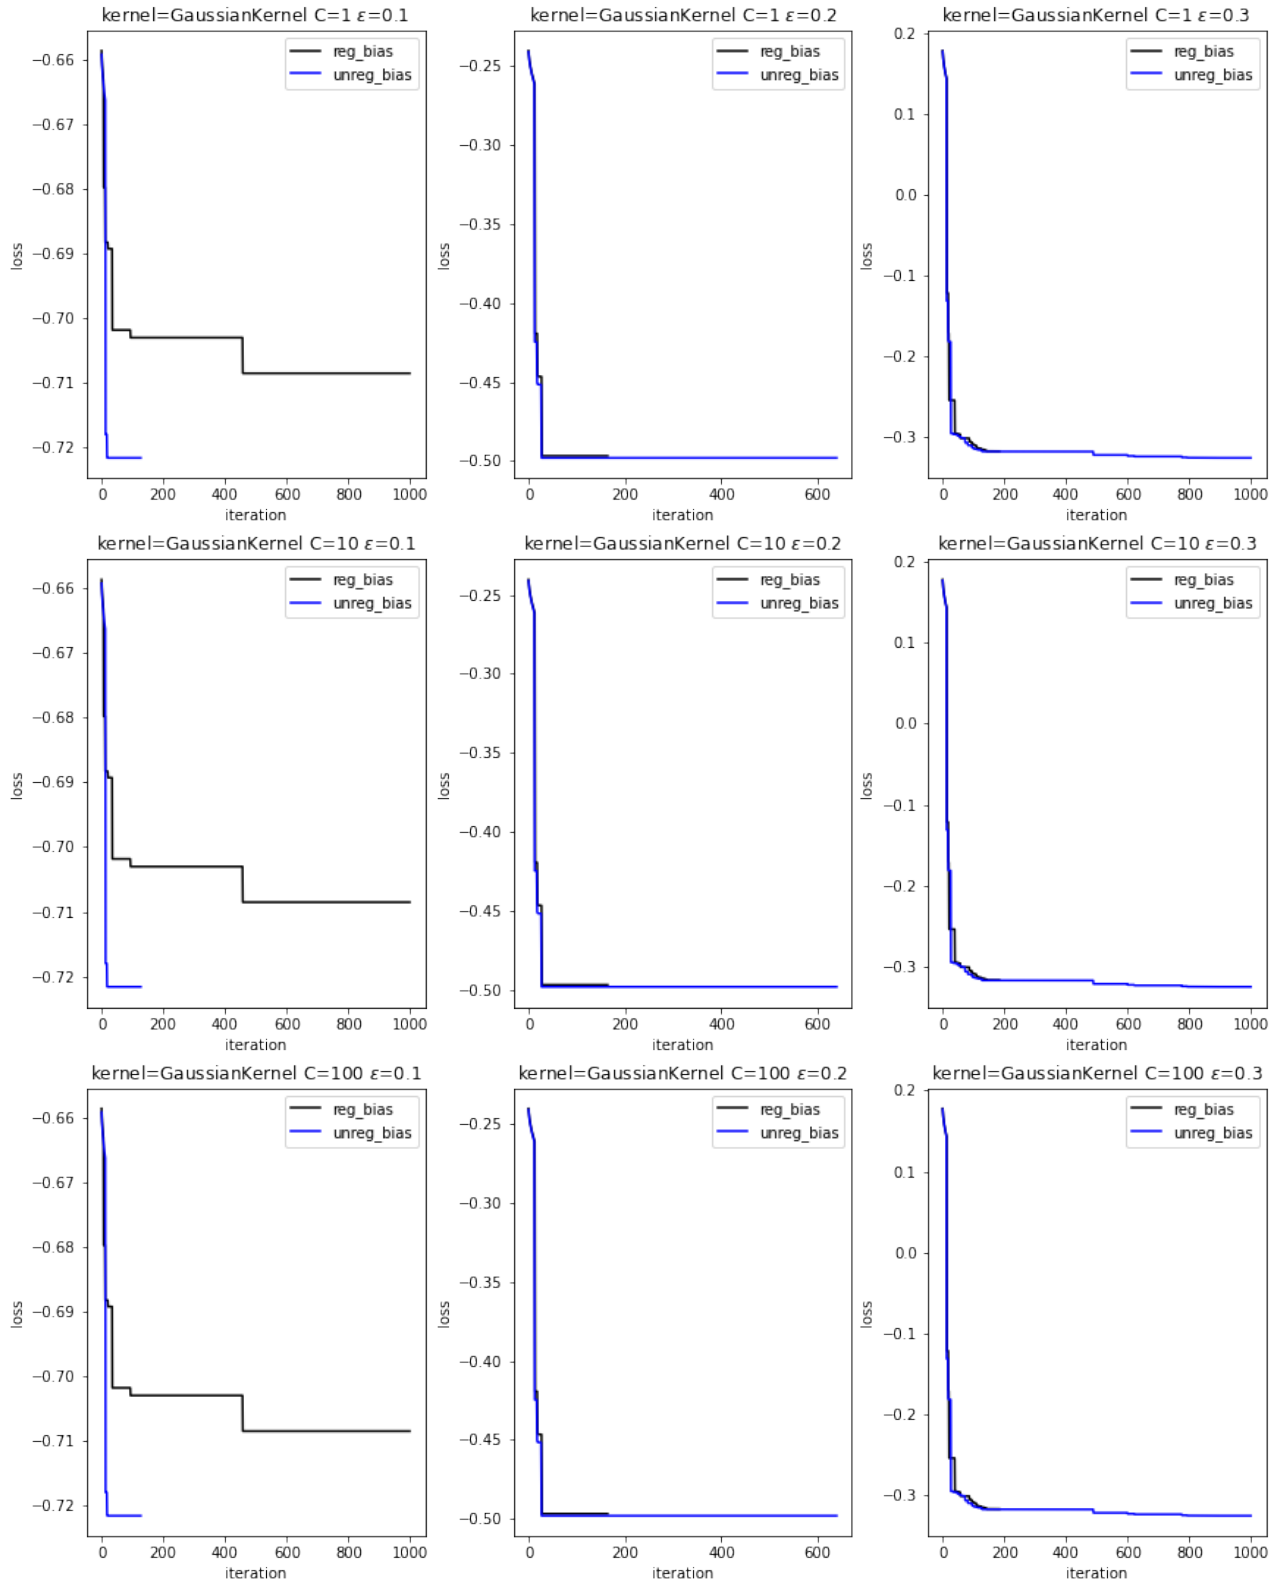 kernel=GaussianKernel C=1 ε=0.1
reg_bias
unreg_bias
−0.66
−0.67
−0.68
−0.69
−0.70
−0.71
−0.72
loss
0 200 400 600 800 1000
iteration
kernel=GaussianKernel C=1 ε=0.2
reg_bias
unreg_bias
−0.25
−0.30
−0.35
−0.40
−0.45
−0.50
loss
0 200 400 600
iteration
kernel=GaussianKernel C=1 ε=0.3
reg_bias
unreg_bias
0.2
0.1
0.0
−0.1
−0.2
−0.3
loss
0 200 400 600 800 1000
iteration
kernel=GaussianKernel C=10 ε=0.1
reg_bias
unreg_bias
−0.66
−0.67
−0.68
−0.69
−0.70
−0.71
−0.72
loss
0 200 400 600 800 1000
iteration
kernel=GaussianKernel C=10 ε=0.2
reg_bias
unreg_bias
−0.25
−0.30
−0.35
−0.40
−0.45
−0.50
loss
0 200 400 600
iteration
kernel=GaussianKernel C=10 ε=0.3
reg_bias
unreg_bias
0.2
0.1
0.0
−0.1
−0.2
−0.3
loss
0 200 400 600 800 1000
iteration
kernel=GaussianKernel C=100 ε=0.1
reg_bias
unreg_bias
−0.66
−0.67
−0.68
−0.69
−0.70
−0.71
−0.72
loss
0 200 400 600 800 1000
iteration
kernel=GaussianKernel C=100 ε=0.2
reg_bias
unreg_bias
−0.25
−0.30
−0.35
−0.40
−0.45
−0.50
loss
0 200 400 600
iteration
kernel=GaussianKernel C=100 ε=0.3
reg_bias
unreg_bias
0.2
0.1
0.0
−0.1
−0.2
−0.3
loss
0 200 400 600 800 1000
iteration